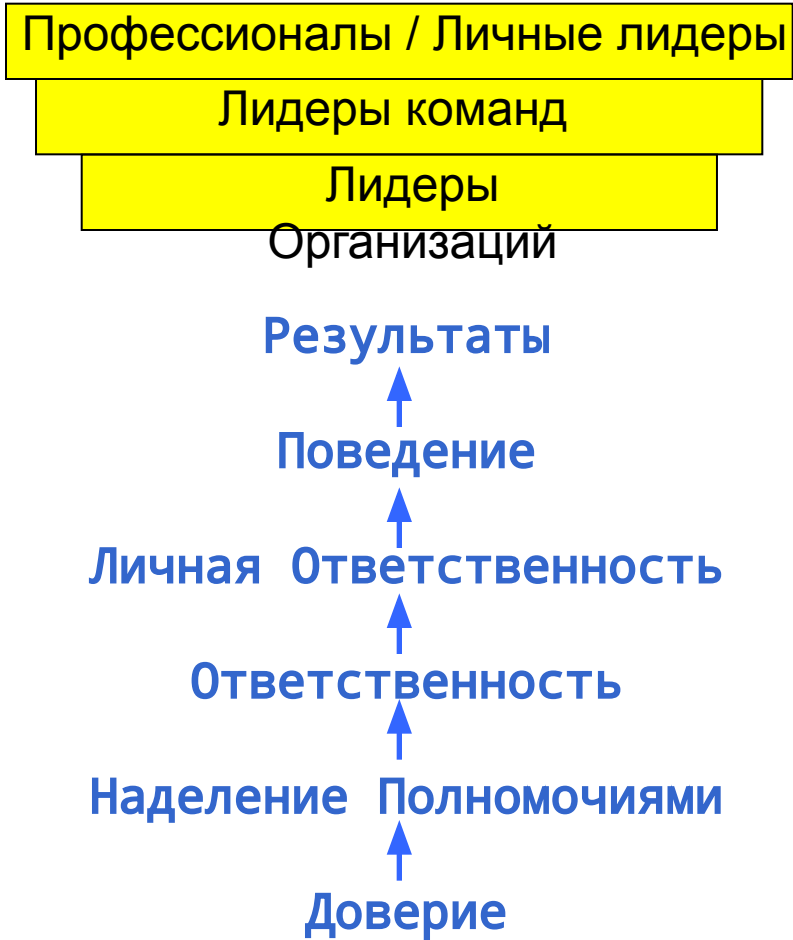 Профессионалы / Личные лидеры
Лидеры команд
Лидеры
Организаций
Результаты
Поведение
Личная Ответственность
Ответственность
Наделение Полномочиями
Доверие